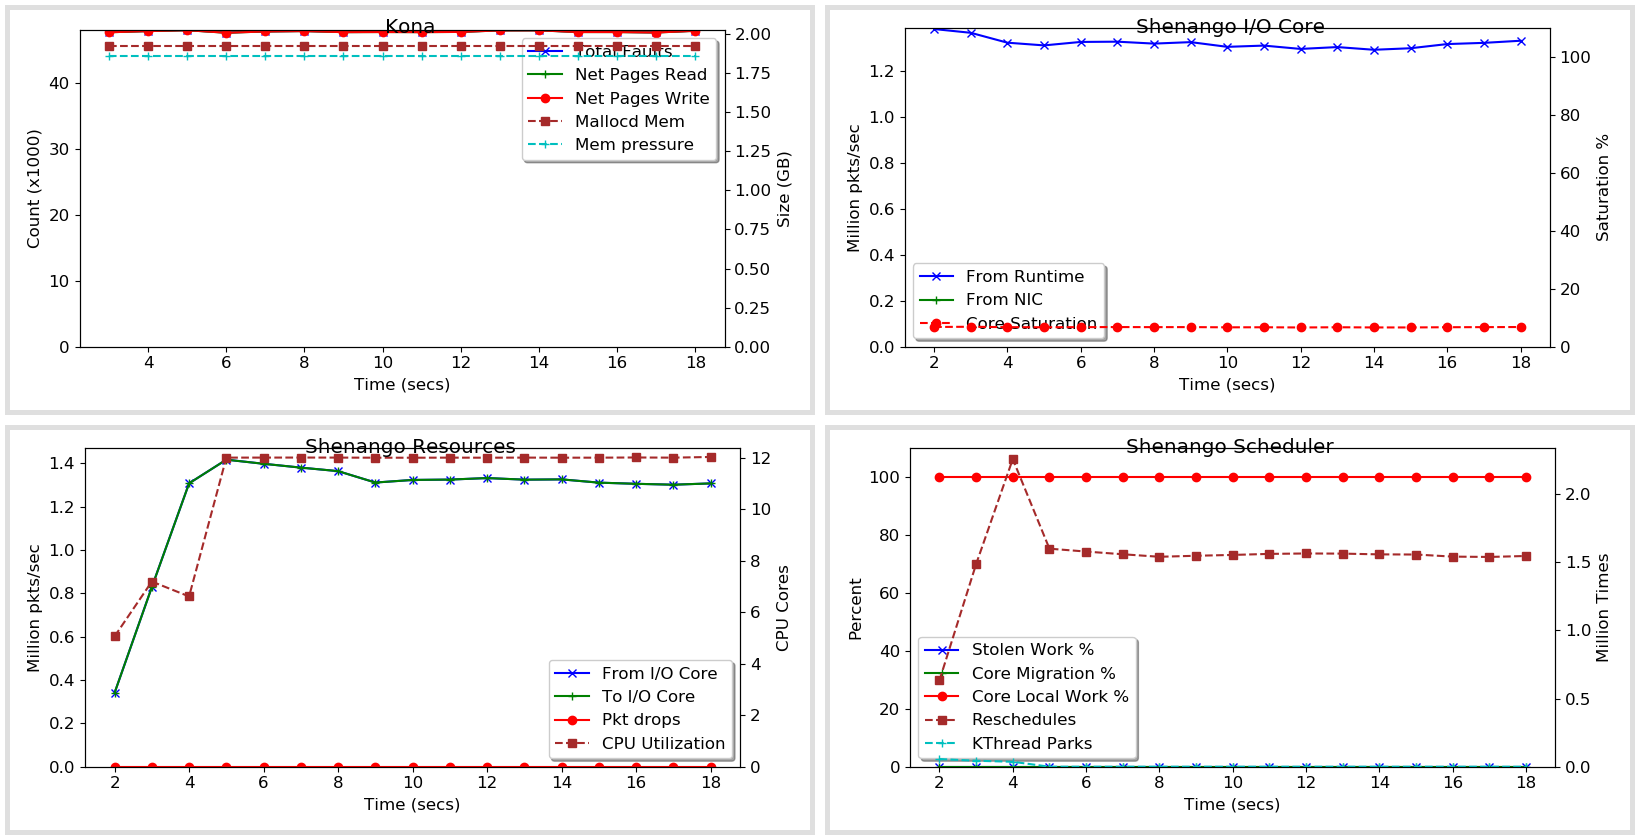 Kona
Total Faults
Net Pages Read
Net Pages Write
Mallocd Mem
Mem pressure
Count (x1000)
0
10
20
30
40
Size (GB)
0.00
0.25
0.50
0.75
1.00
1.25
1.50
1.75
2.00
4 6 8 10 12 14 16 18
Time (secs)
Shenango I/O Core
From Runtime
From NIC
Core Saturation
Million pkts/sec
0.0
0.2
0.4
0.6
0.8
1.0
1.2
Saturation %
0
20
40
60
80
100
2 4 6 8 10 12 14 16 18
Time (secs)
Shenango Resources
From I/O Core
To I/O Core
Pkt drops
CPU Utilization
Million pkts/sec
0.0
0.2
0.4
0.6
0.8
1.0
1.2
1.4
CPU Cores
0
2
4
6
8
10
12
2 4 6 8 10 12 14 16 18
Time (secs)
Shenango Scheduler
Stolen Work %
Core Migration %
Core Local Work %
Reschedules
KThread Parks
Percent
0
20
40
60
80
100
Million Times
0.0
0.5
1.0
1.5
2.0
2 4 6 8 10 12 14 16 18
Time (secs)